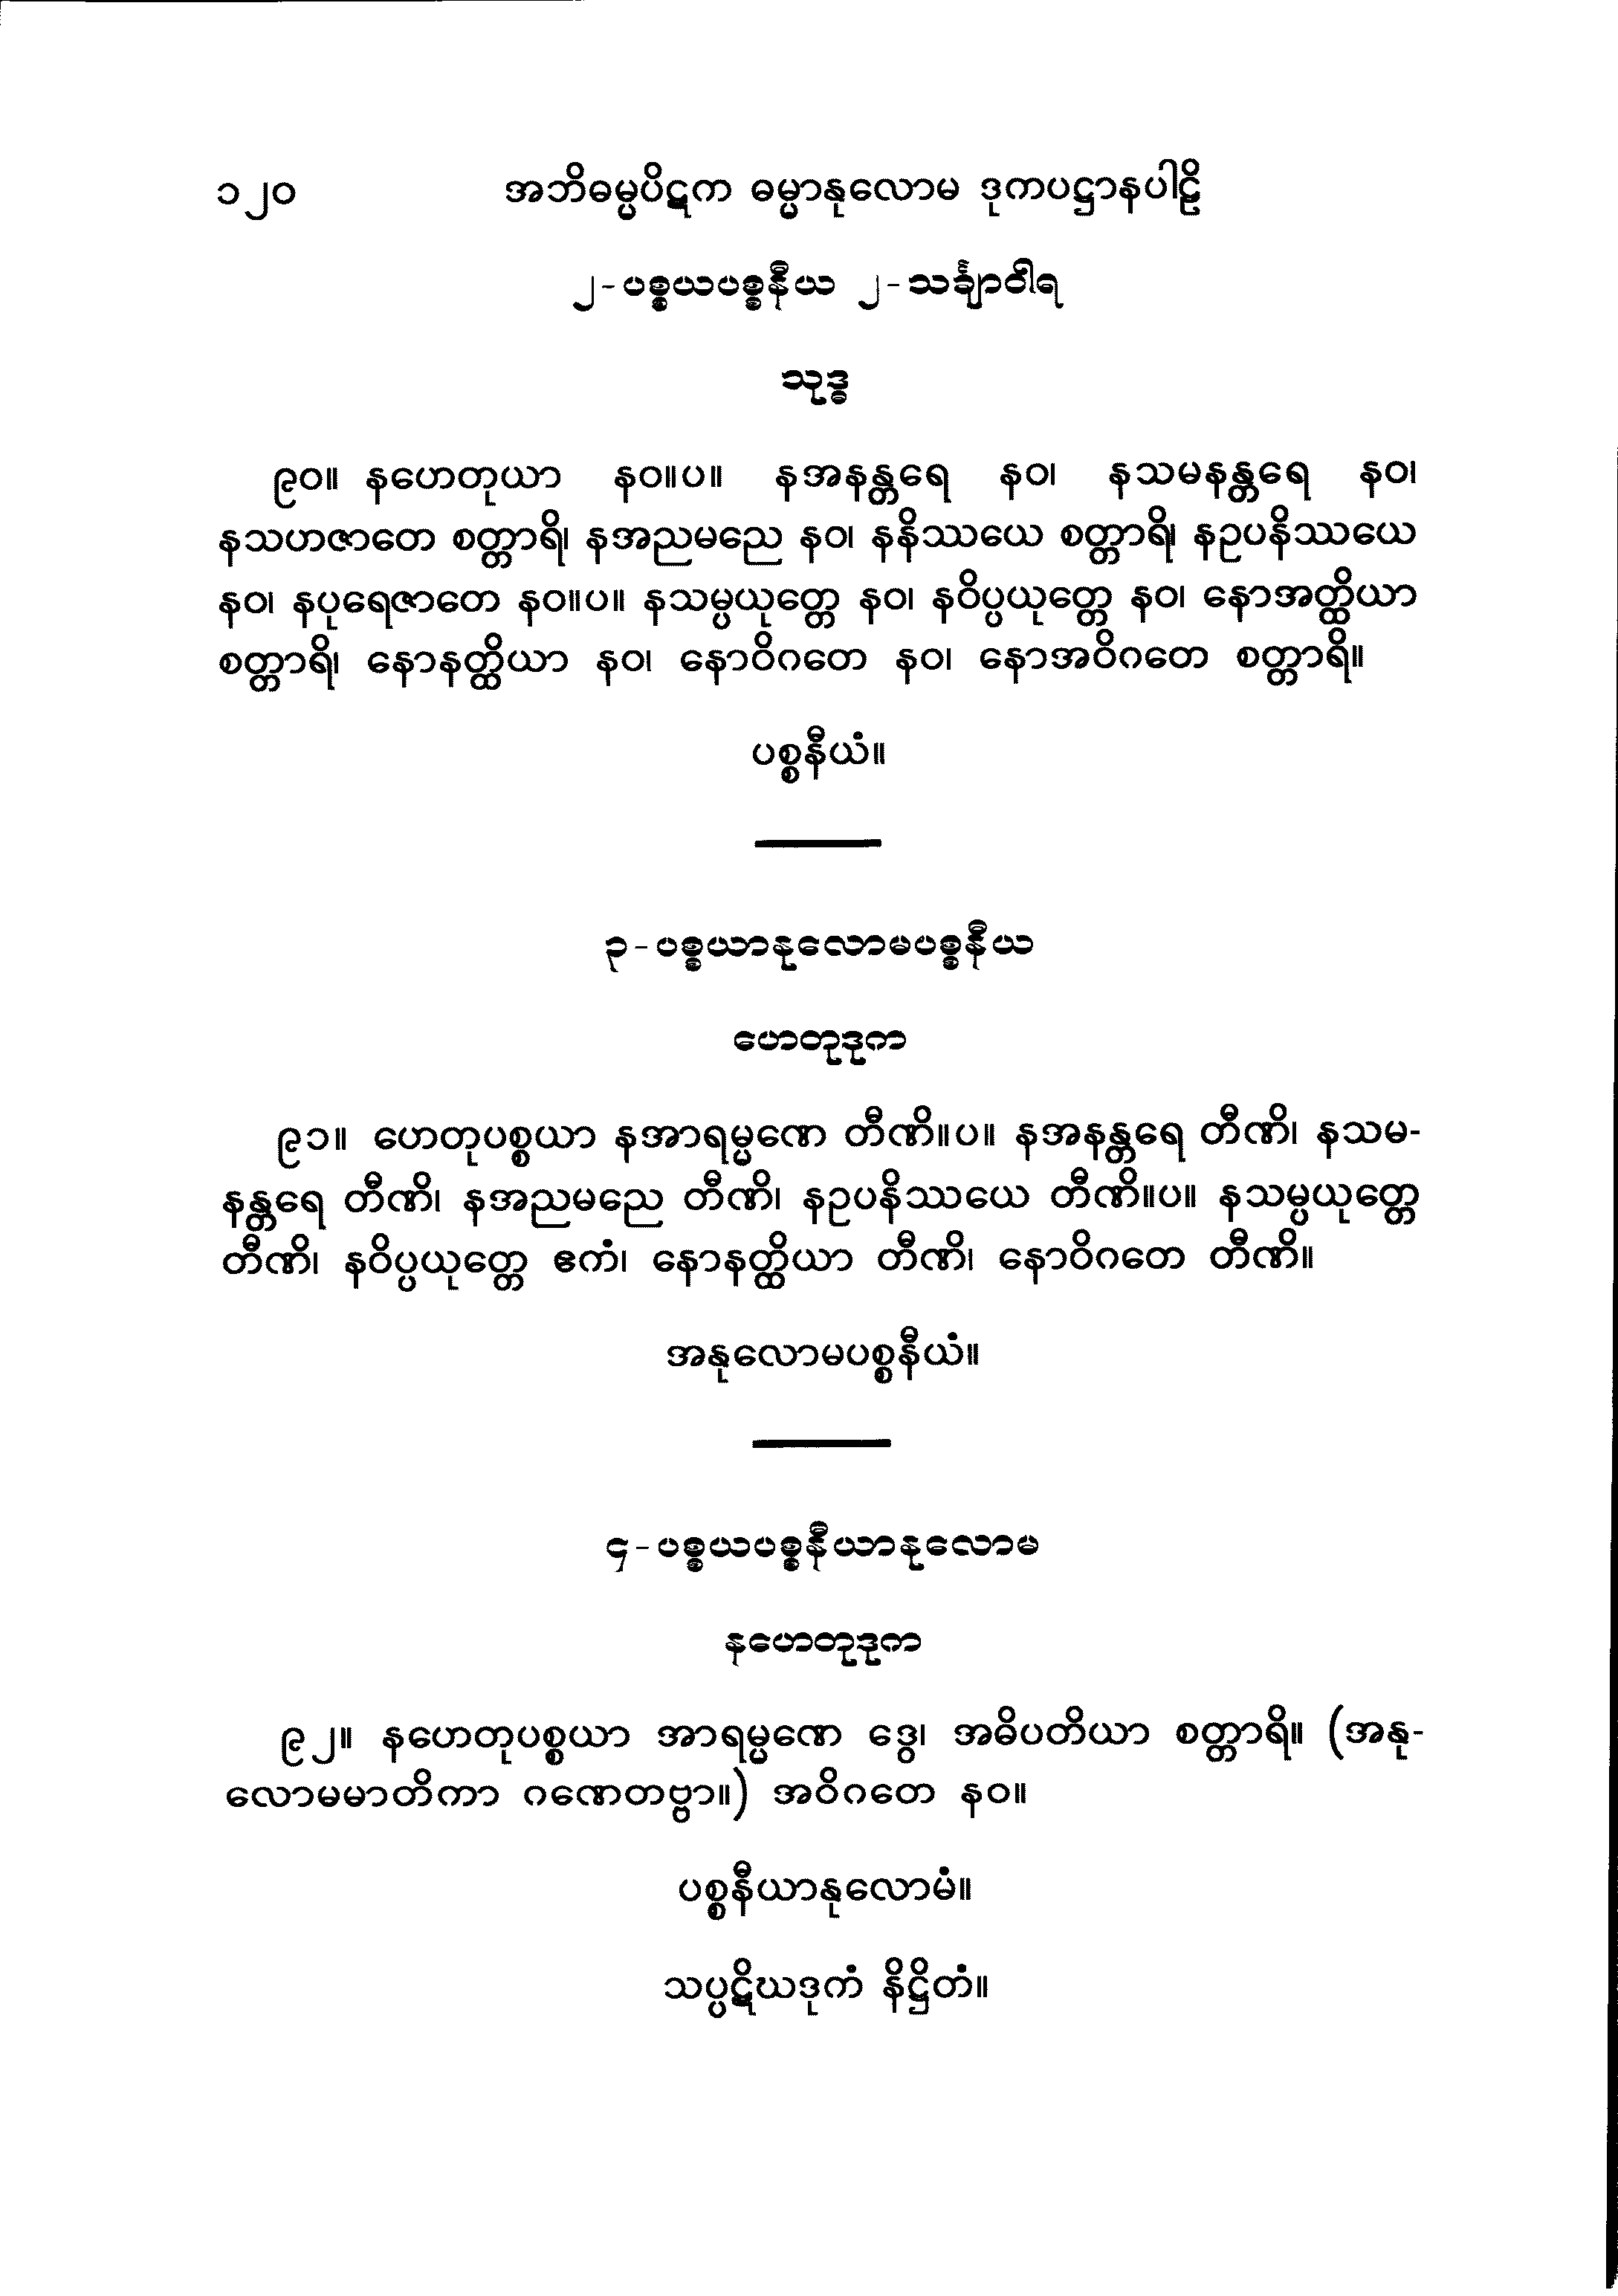 ၁၂၀ အဘိဓမ္မပိဋက ဓမ္မာနုလောမ ဒုကပဋ္ဌာနပါဠိ
၂-ပစ္စယပစ္စနီယ ၂-သင်္ချာဝါရ
သုဒ္ဓ
၉၀။ နဟေတုယာ နဝ။ပ။ နအနန္တရေ နဝ၊ နသမနန္တရေ နဝ၊
နသဟဇာတေ စတ္တာရိ၊ နအညမညေ နဝ၊ နနိဿယေ စတ္တာရိ၊ နဥပနိဿယေ
နဝ၊ နပုရေဇာတေ နဝ။ပ။ နသမ္ပယုတ္တေ နဝ၊ နဝိပ္ပယုတ္တေ နဝ၊ နောအတ္ထိယာ
စတ္တာရိ၊ နောနတ္ထိယာ နဝ၊ နောဝိဂတေ နဝ၊ နောအဝိဂတေ စတ္တာရိ။
ပစ္စနီယံ။
၃-ပစ္စယာနုလောမပစ္စနီယ
ဟေတုဒုက
၉၁။ ဟေတုပစ္စယာ နအာရမ္မဏေ တီဏိ။ပ။ နအနန္တရေ တီဏိ၊ နသမ-
နန္တရေ တီဏိ၊ နအညမညေ တီဏိ၊ နဥပနိဿယေ တီဏိ။ပ။ နသမ္ပယုတ္တေ
တီဏိ၊ နဝိပ္ပယုတ္တေ ဧကံ၊ နောနတ္ထိယာ တီဏိ၊ နောဝိဂတေ တီဏိ။
အနုလောမပစ္စနီယံ။
၄-ပစ္စယပစ္စနီယာနုလောမ
နဟေတုဒုက
၉၂။ နဟေတုပစ္စယာ အာရမ္မဏေ ဒွေ၊ အဓိပတိယာ စတ္တာရိ။ (အနု-
လောမမာတိကာ ဂဏေတဗ္ဗာ။) အဝိဂတေ နဝ။
ပစ္စနီယာနုလောမံ။
သပ္ပဋိဃဒုကံ နိဋ္ဌိတံ။